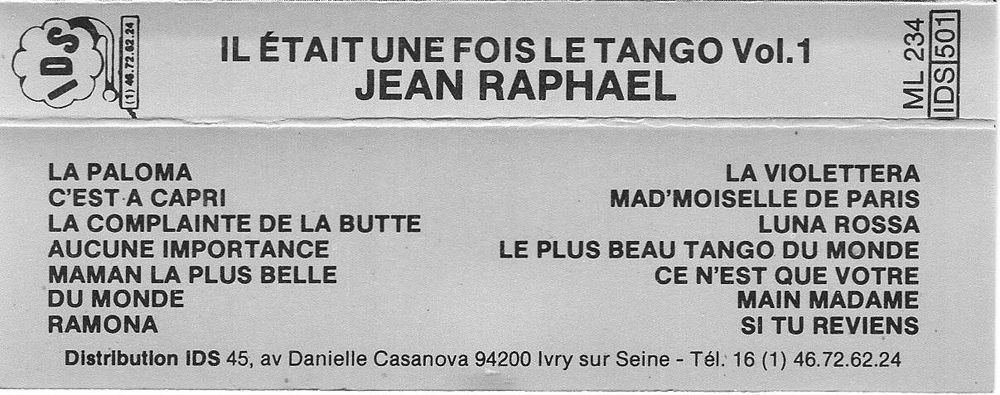 IDS
(1) 46.72.62.24
IL ÉTAIT UNE FOIS LE TANGO Vol.1
JEAN RAPHAEL
ML 234
IDS 501
LA PALOMA
C'EST A CAPRI
LA COMPLAINTE DE LA BUTTE
AUCUNE IMPORTANCE
MAMAN LA PLUS BELLE
DU MONDE
RAMONA
LA VIOLETTERA
MAD'MOISELLE DE PARIS
LUNA ROSSA
LE PLUS BEAU TANGO DU MONDE
CE N'EST QUE VOTRE
MAIN MADAME
SI TU REVIENS
Distribution IDS 45, av Danielle Casanova 94200 Ivry sur Seine - Tél. 16 (1) 46.72.62.24